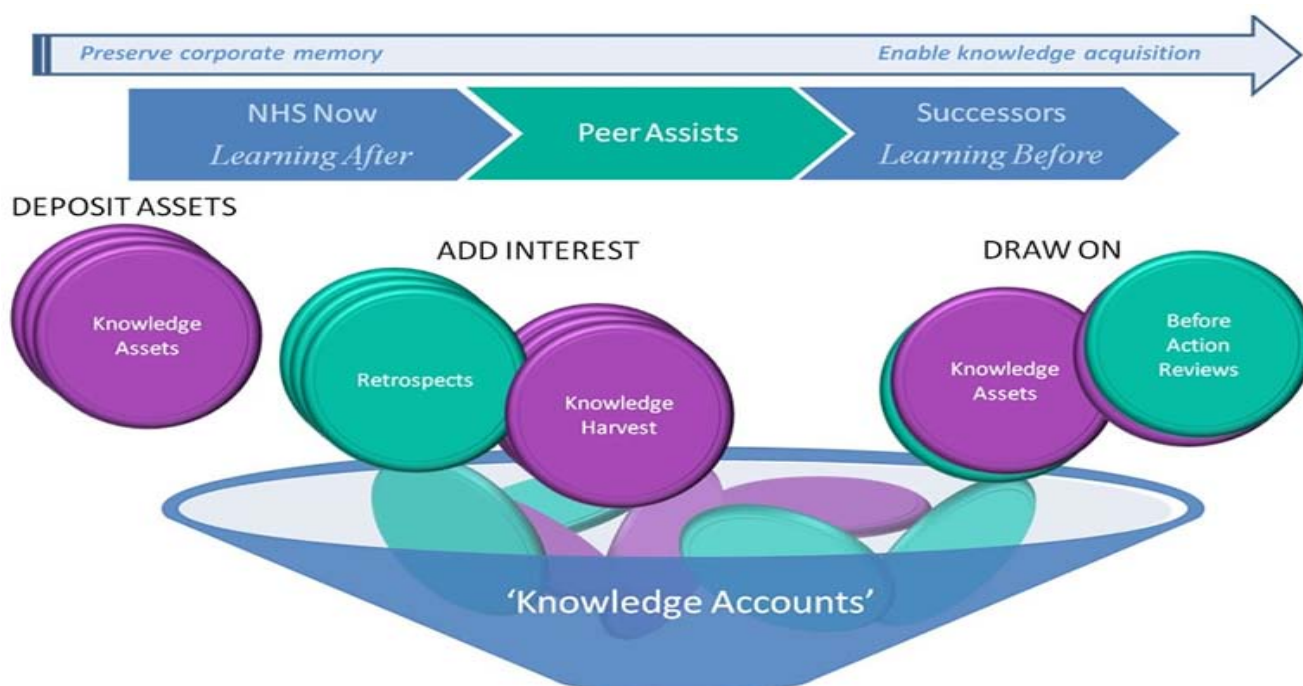 Preserve corporate memory
Enable knowledge acquisition
NHS Now
Learning After
Peer Assists
Successors
Learning Before
DEPOSIT ASSETS
ADD INTEREST
DRAW ON
Knowledge
Assets
Retrospects
Knowledge
Harvest
Knowledge
Assets
Before
Action
Reviews
‘Knowledge Accounts’